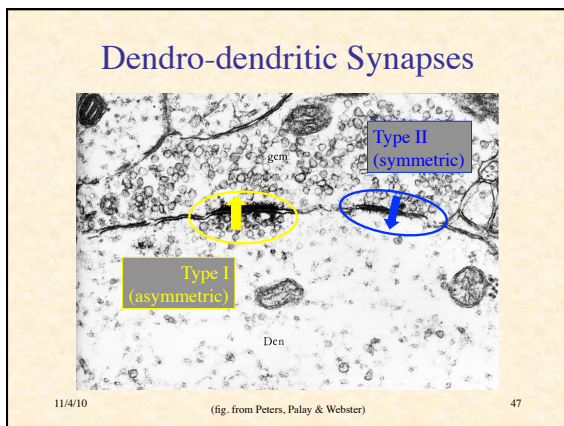 Dendro-dendritic Synapses
Type II
(symmetric)
gem
Type I
(asymmetric)
Den
11/4/10
(fig. from Peters, Palay & Webster)
47